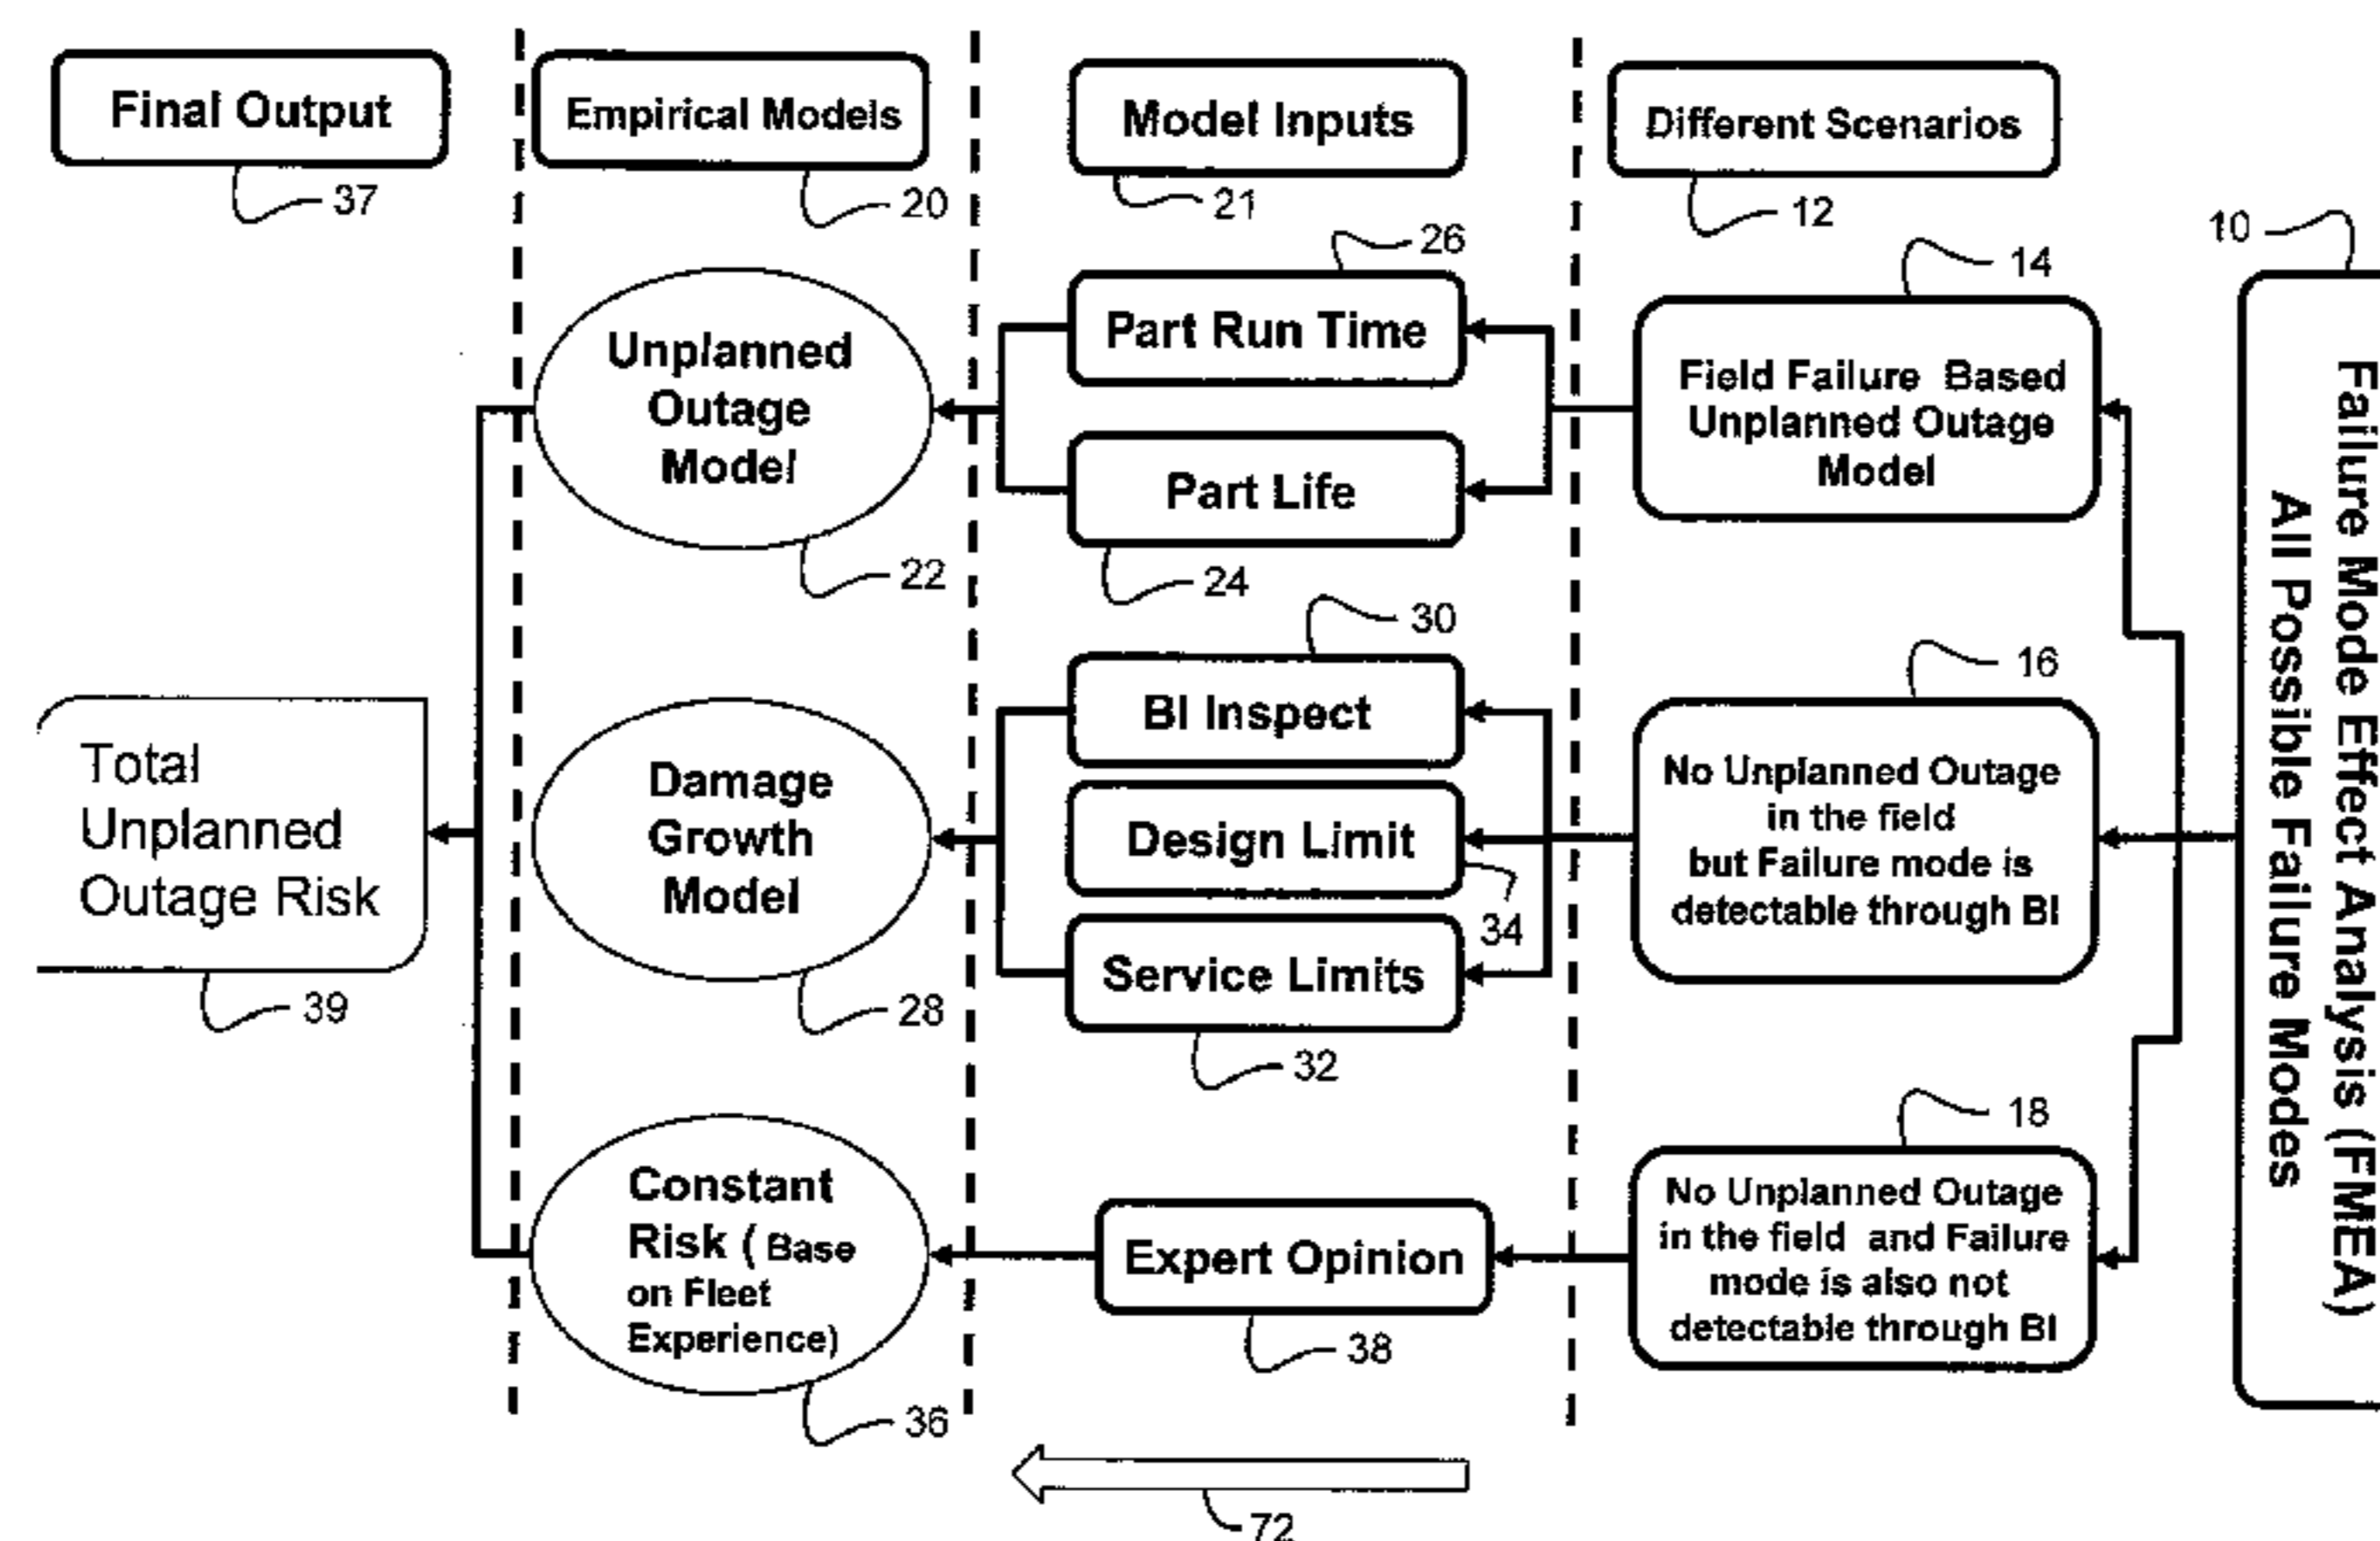 Final Output
37
Empirical Models
20
Model Inputs
21
Different Scenarios
12
10
Failure Mode Effect Analysis (FMEA)
All Possible Failure Modes
26
Part Run Time
14
Field Failure Based
Unplanned Outage
Model
Unplanned
Outage
Model
22
Part Life
24
30
BI Inspect
16
No Unplanned Outage
in the field
but Failure mode is
detectable through BI
Total
Unplanned
Outage Risk
39
Damage
Growth
Model
28
Design Limit
34
Service Limits
32
18
No Unplanned Outage
in the field and Failure
mode is also not
detectable through BI
Constant
Risk ( Base
on Fleet
Experience)
36
Expert Opinion
38
72